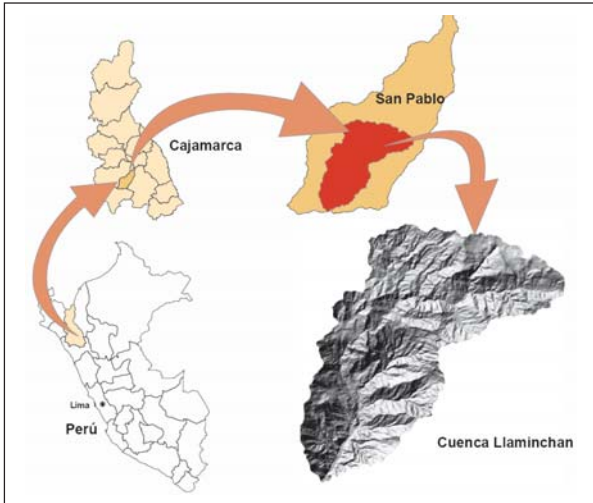 San Pablo
Cajamarca
Lima
Perú
Cuenca Llaminchan